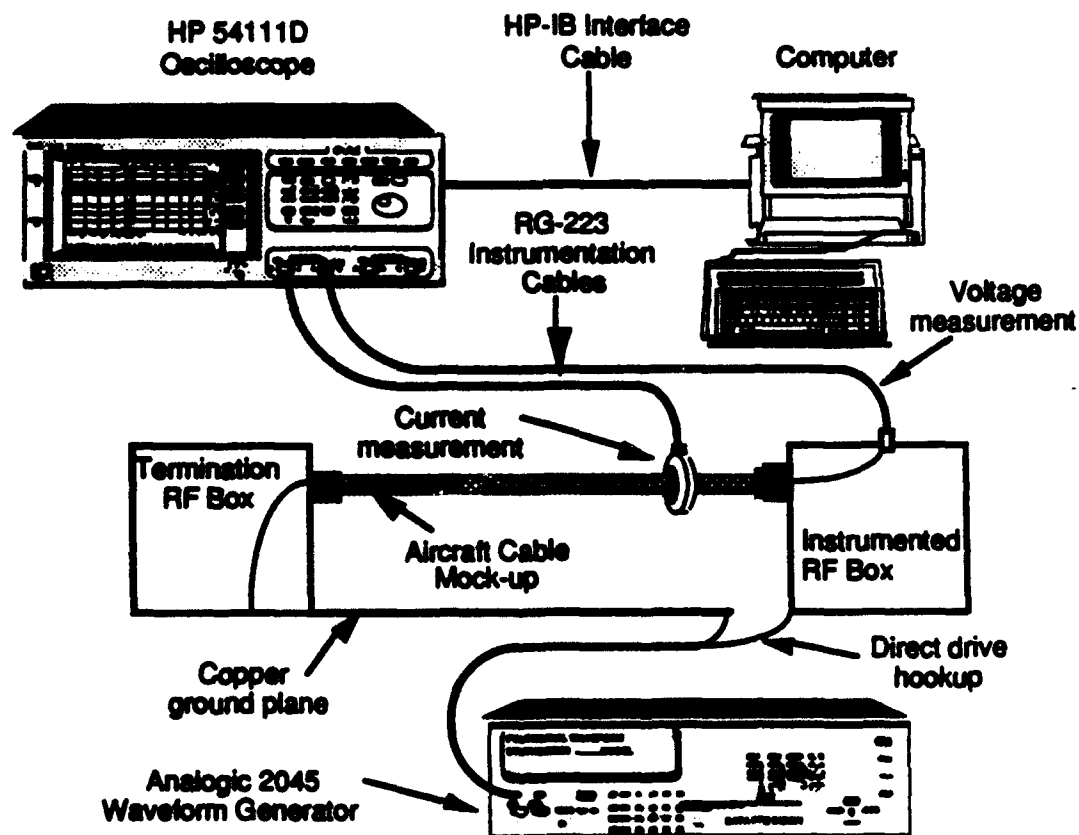 HP 54111D
Oscilloscope
HP-IB Interface
Cable
Computer
RG-223
Instrumentation
Cables
Voltage
measurement
Current
measurement
Termination
RF Box
Aircraft Cable
Mock-up
Instrumented
RF Box
Copper
ground plane
Direct drive
hookup
Analogic 2045
Waveform Generator